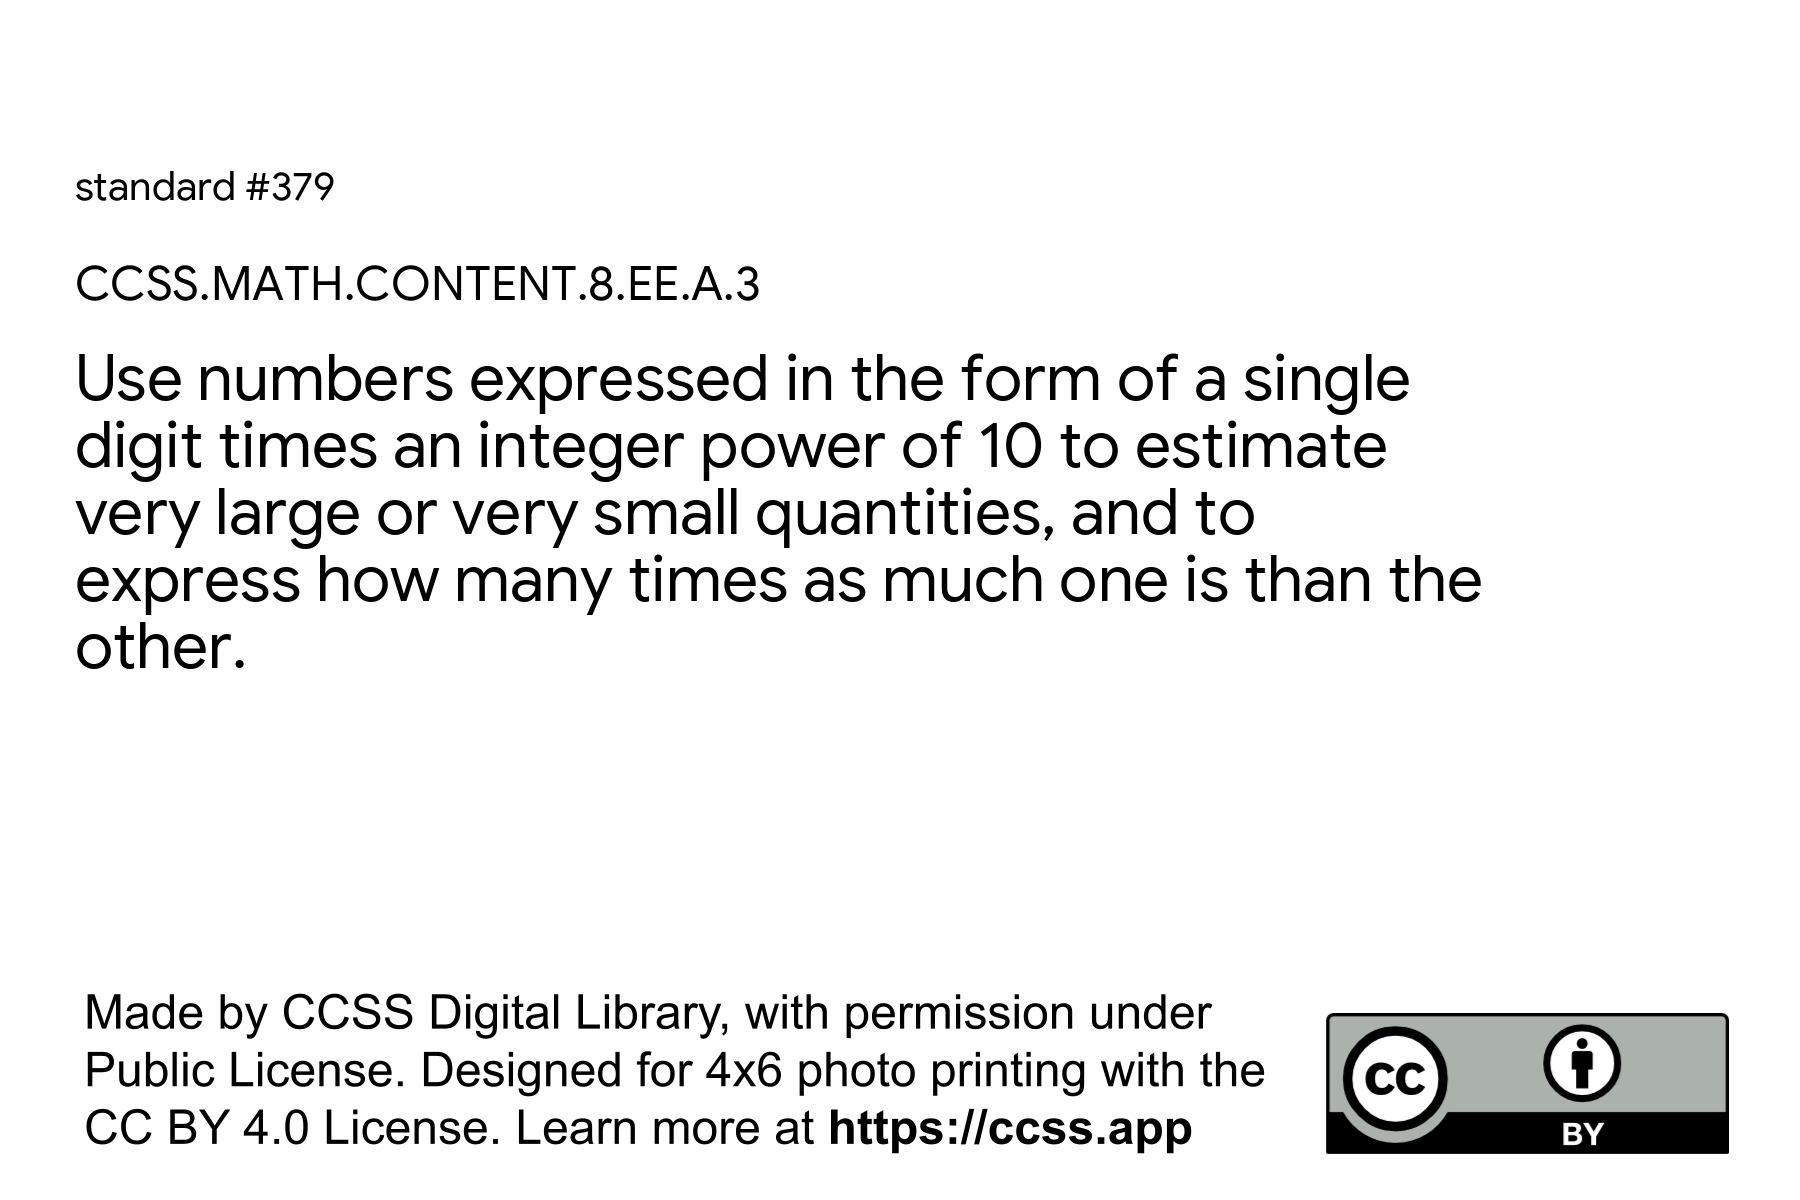 standard #379
CCSS.MATH.CONTENT.8.EE.A.3
Use numbers expressed in the form of a single
digit times an integer power of 10 to estimate
very large or very small quantities, and to
express how many times as much one is than the
other.
Made by CCSS Digital Library, with permission under
Public License. Designed for 4x6 photo printing with the
CC BY 4.0 License. Learn more at https://ccss.app
CC
BY